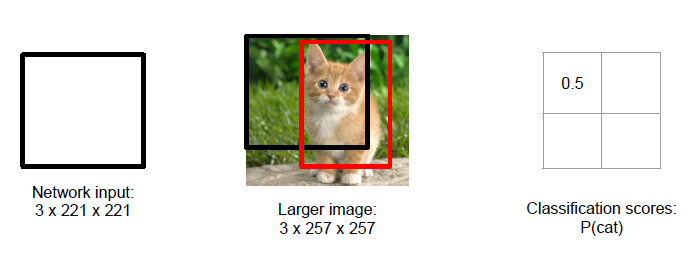 Network input:
3 x 221 x 221
Larger image:
3 x 257 x 257
0.5
Classification scores:
P(cat)